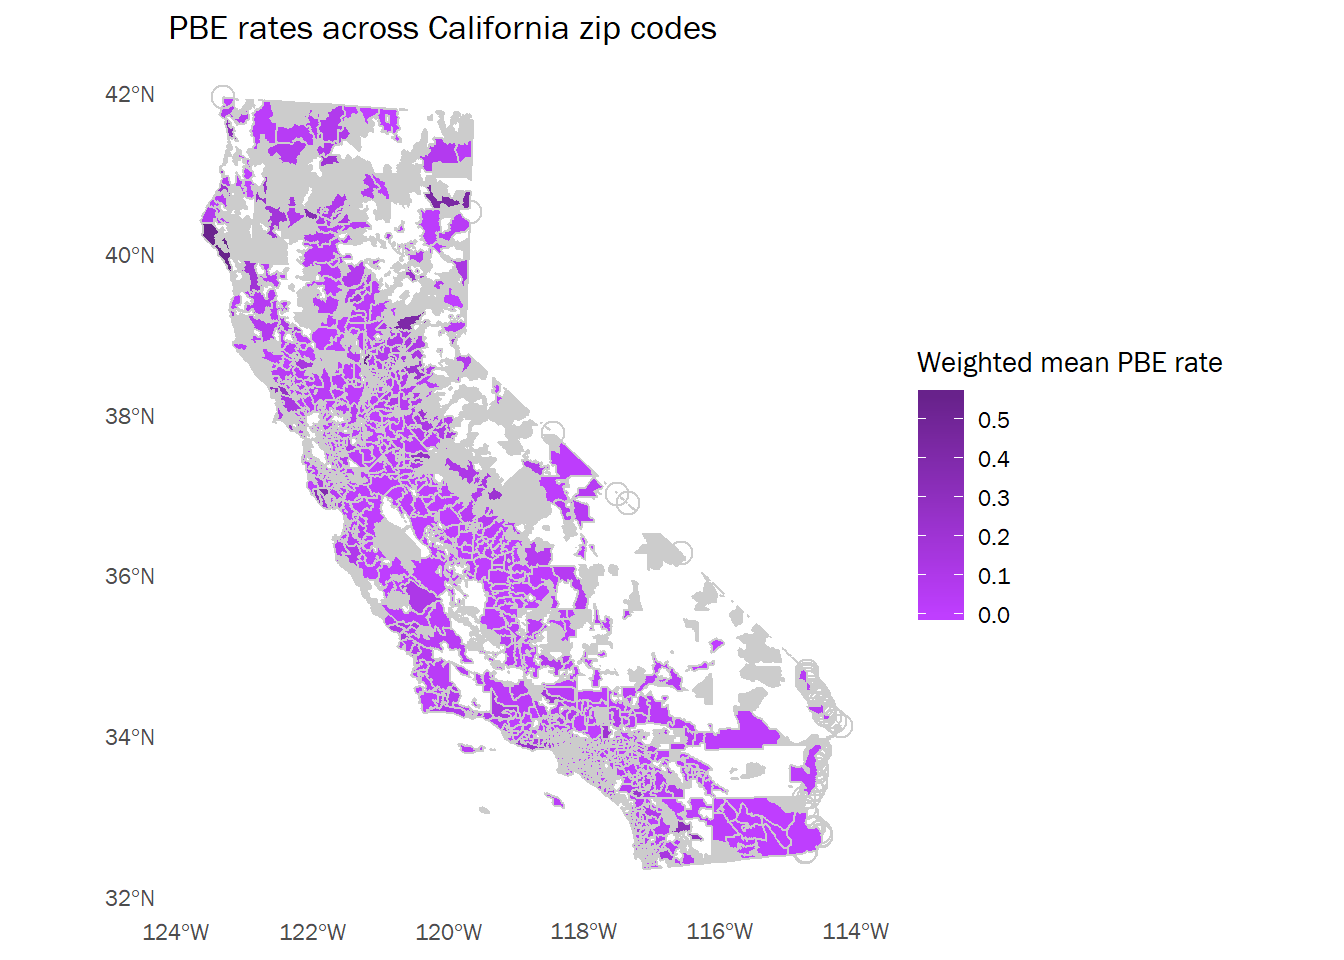 PBE rates across California zip codes
42°N
40°N
38°N
36°N
34°N
32°N
124°W 122°W 120°W 118°W 116°W 114°W
Weighted mean PBE rate
0.5
0.4
0.3
0.2
0.1
0.0